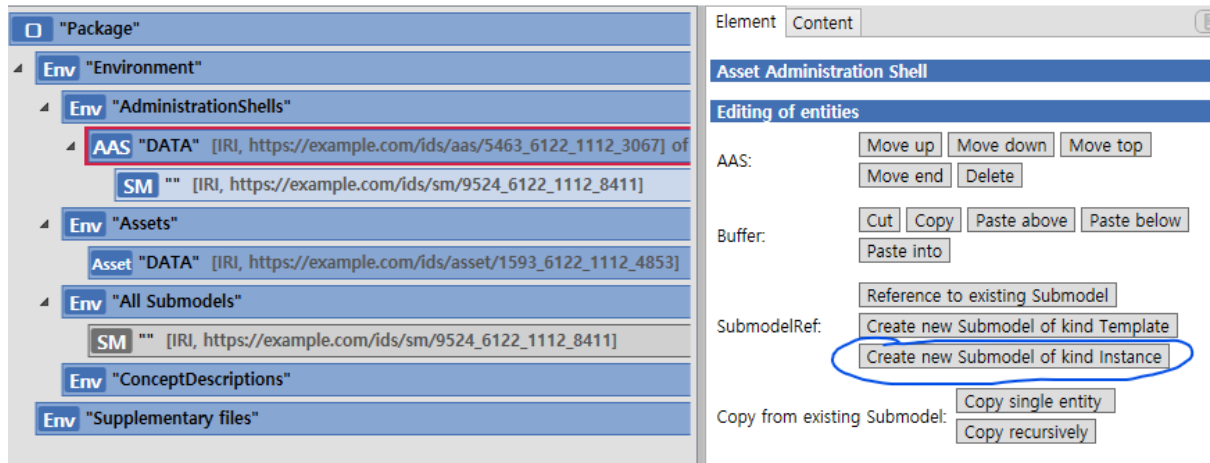 "Package"
Env "Environment"
Env "AdministrationShells"
AAS "DATA" [IRI, https://example.com/ids/aas/5463_6122_1112_3067] of
SM "" [IRI, https://example.com/ids/sm/9524_6122_1112_8411]
Env "Assets"
Asset "DATA" [IRI, https://example.com/ids/asset/1593_6122_1112_4853]
Env "All Submodels"
SM "" [IRI, https://example.com/ids/sm/9524_6122_1112_8411]
Env "ConceptDescriptions"
Env "Supplementary files"
Element Content
Asset Administration Shell
Editing of entities
AAS:
Move up Move down Move top
Move end Delete
Buffer:
Cut Copy Paste above Paste below
Paste into
SubmodelRef:
Reference to existing Submodel
Create new Submodel of kind Template
Create new Submodel of kind Instance
Copy from existing Submodel:
Copy single entity
Copy recursively